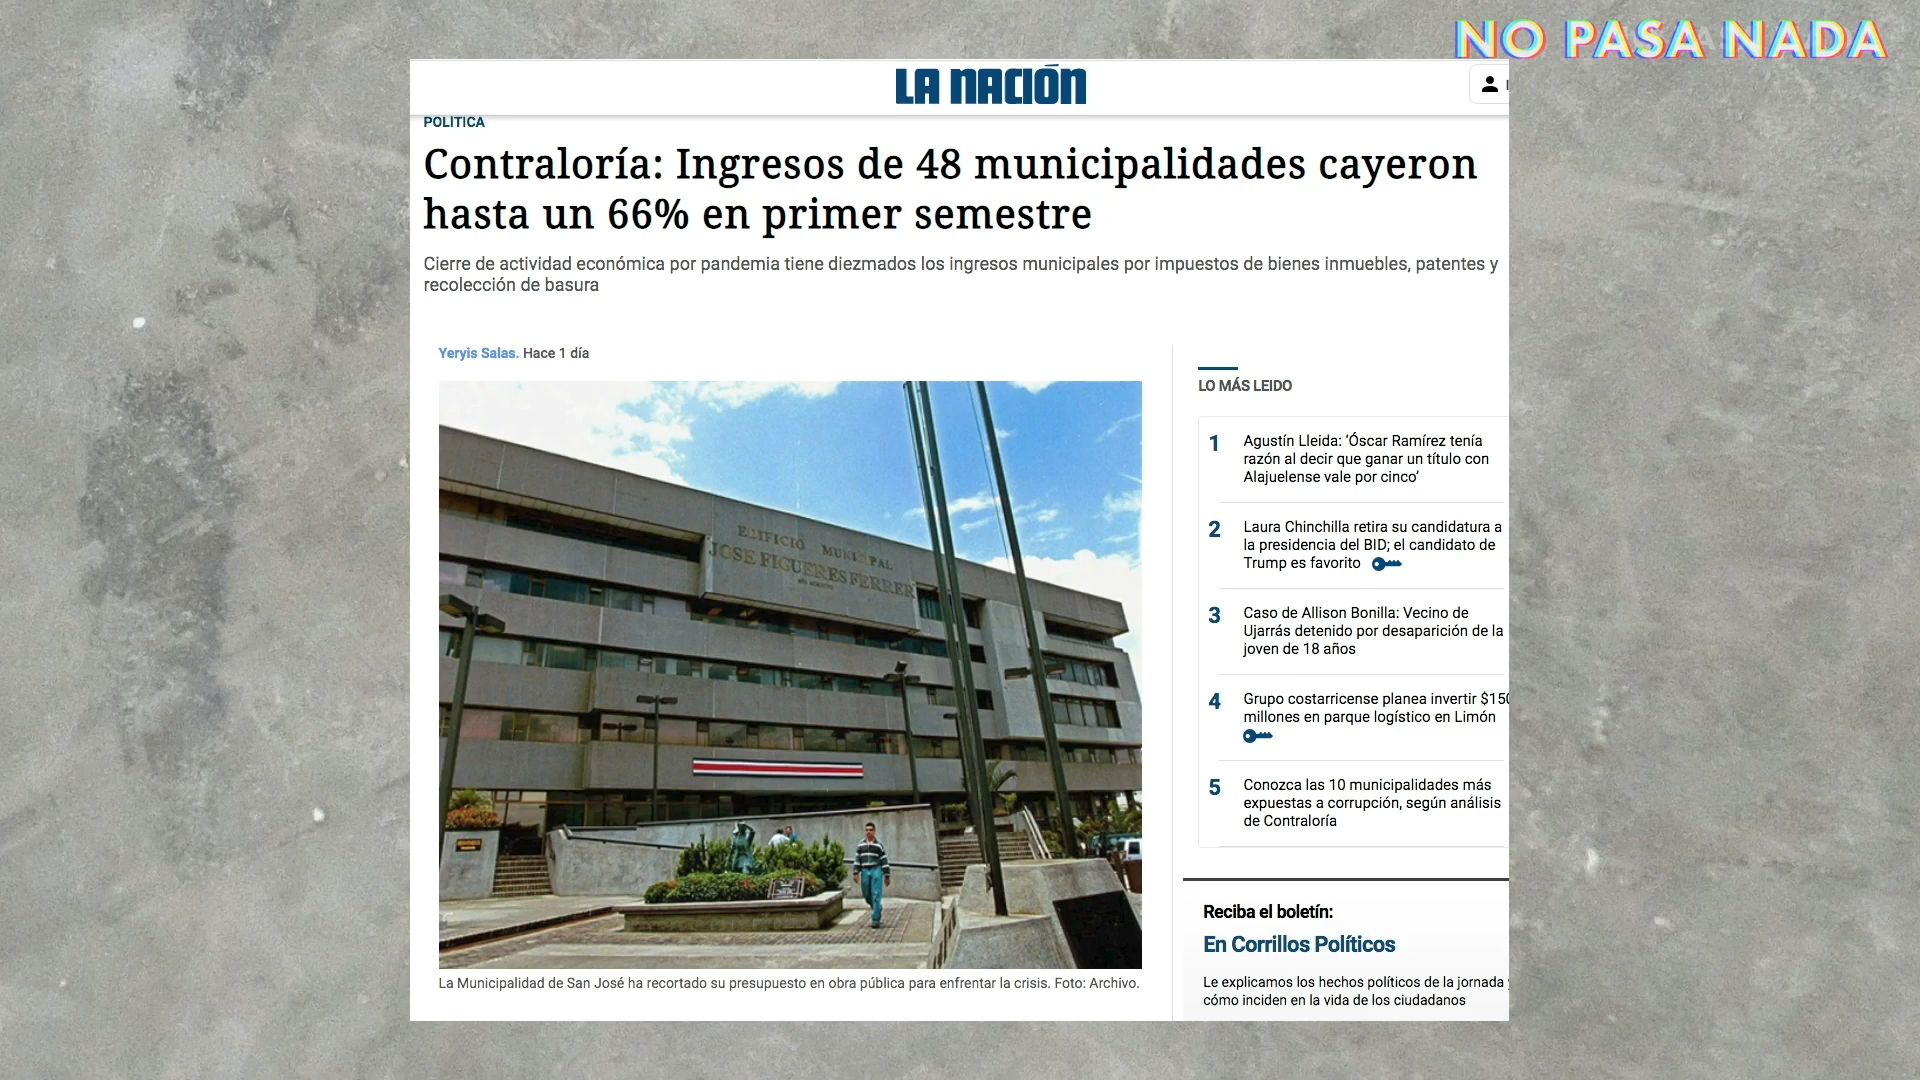 NO PASA NADA
LA NACIÓN
POLÍTICA
Contraloría: Ingresos de 48 municipalidades cayeron
hasta un 66% en primer semestre
Cierre de actividad económica por pandemia tiene diezmados los ingresos municipales por impuestos de bienes inmuebles, patentes y
recolección de basura
Yeryis Salas. Hace 1 día
EDIFICIO MUNICIPAL
JOSE FIGUERES FERRER
La Municipalidad de San José ha recortado su presupuesto en obra pública para enfrentar la crisis. Foto: Archivo.
LO MÁS LEIDO
1 Agustín Lleida: ‘Óscar Ramírez tenía
razón al decir que ganar un título con
Alajuelense vale por cinco’
2 Laura Chinchilla retira su candidatura a
la presidencia del BID; el candidato de
Trump es favorito
3 Caso de Allison Bonilla: Vecino de
Ujarrás detenido por desaparición de la
joven de 18 años
4 Grupo costarricense planea invertir $150
millones en parque logístico en Limón
5 Conozca las 10 municipalidades más
expuestas a corrupción, según análisis
de Contraloría
Reciba el boletín:
En Corrillos Políticos
Le explicamos los hechos políticos de la jornada y
cómo inciden en la vida de los ciudadanos